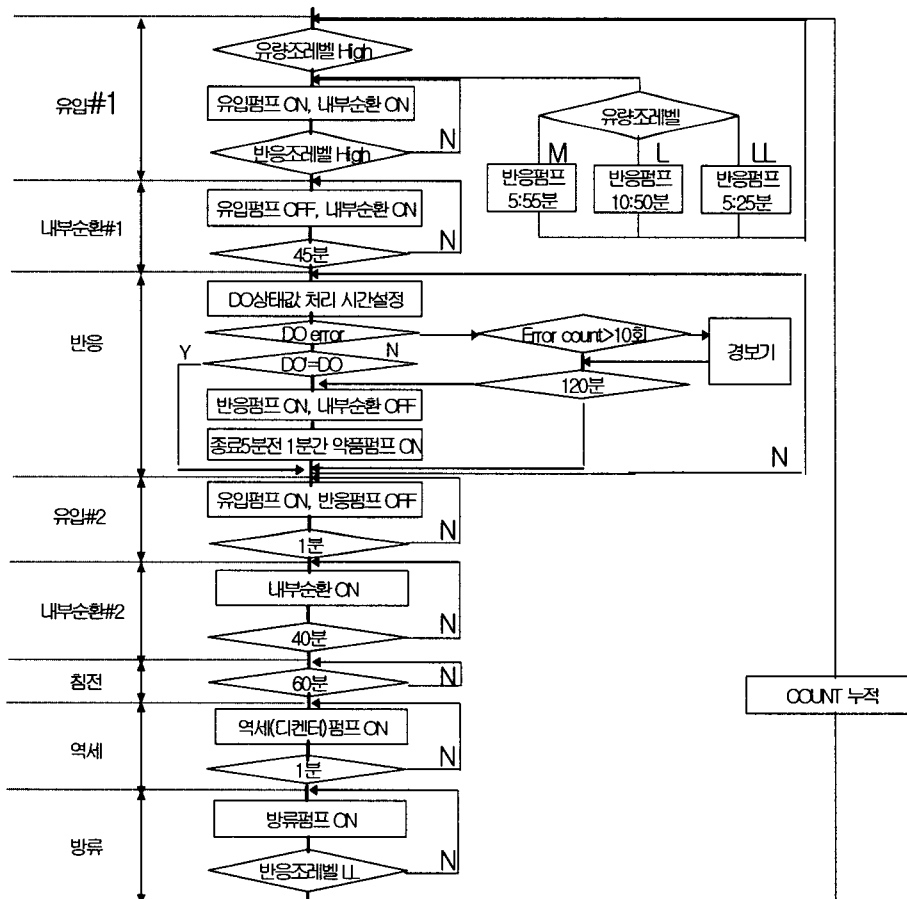 유량조레벨 High
유입#1
유입펌프 ON, 내부순환 ON
N
반응조레벨 High
유량조레벨
M
L
LL
반응펌프
5:55분
반응펌프
10:50분
반응펌프
5:25분
내부순환#1
유입펌프 OFF, 내부순환 ON
N
45분
반응
DO상태값 처리 시간설정
DO error
Error count>10회
경보기
Y
N
DO'=DO
120분
반응펌프 ON, 내부순환 OFF
종료5분전 1분간 약품펌프 ON
N
유입#2
유입펌프 ON, 반응펌프 OFF
N
1분
내부순환#2
내부순환 ON
N
40분
침전
60분
N
COUNT 누적
역세
역세(디켄터)펌프 ON
N
1분
방류
방류펌프 ON
N
반응조레벨 LL